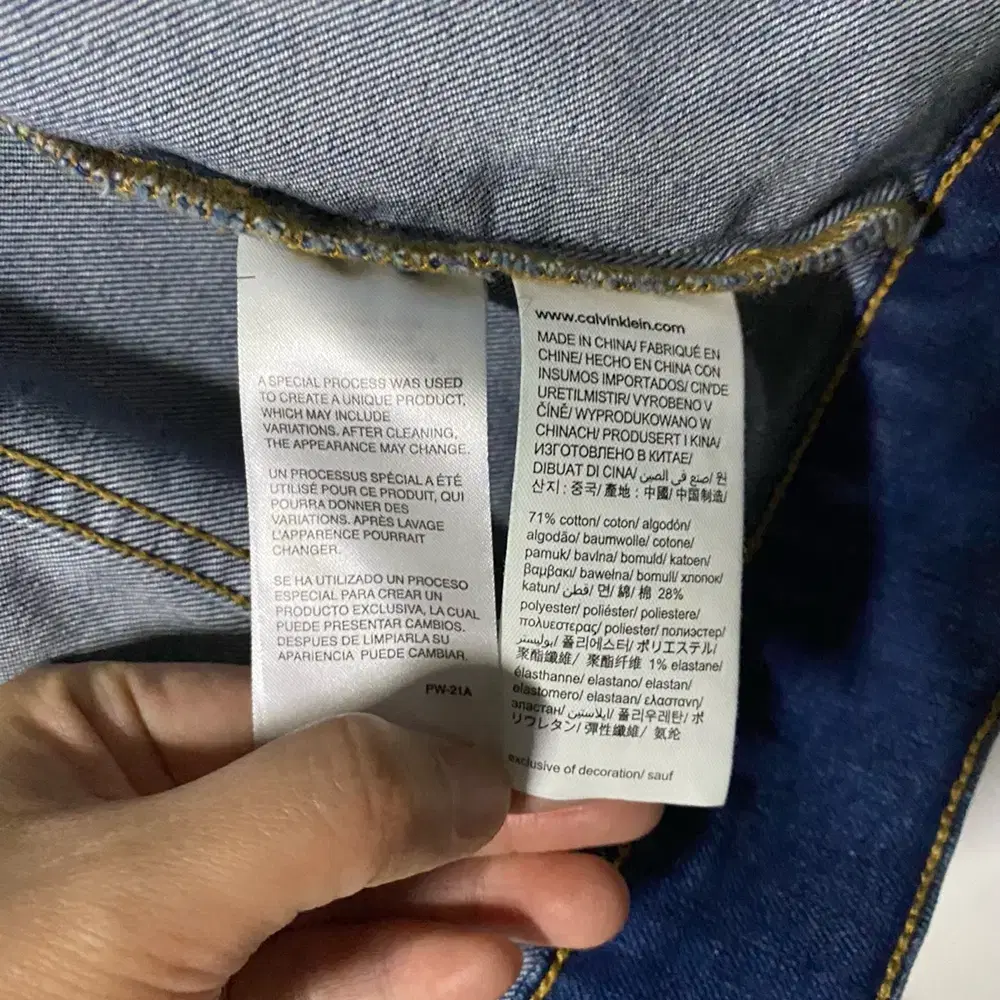 A SPECIAL PROCESS WAS USED
TO CREATE A UNIQUE PRODUCT,
WHICH MAY INCLUDE
VARIATIONS. AFTER CLEANING,
THE APPEARANCE MAY CHANGE.
UN PROCESSUS SPÉCIAL A ÉTÉ
UTILISÉ POUR CE PRODUIT, QUI
POURRA DONNER DES
VARIATIONS. APRÈS LAVAGE
L'APPARENCE POURRAIT
CHANGER.
SE HA UTILIZADO UN PROCESO
ESPECIAL PARA CREAR UN
PRODUCTO EXCLUSIVA, LA CUAL
PUEDE PRESENTAR CAMBIOS.
DESPUES DE LIMPIARLA SU
APARIENCIA PUEDE CAMBIAR.
PW-21A
www.calvinklein.com
MADE IN CHINA/ FABRIQUÉ EN
CHINE/ HECHO EN CHINA CON
INSUMOS IMPORTADOS/ CIN'DE
URETILMISTIR/ VYROBENO V
ČÍNĚ/ WYPRODUKOWANO W
CHINACH/ PRODUSERT I KINA/
ИЗГОТОВЛЕНО В КИТАЕ/
DIBUAT DI CINA/ صنع في الصين/ 원
산지 : 중국/ 產地 : 中國/ 中国制造/
71% cotton/ coton/ algodón/
algodão/ baumwolle/ cotone/
pamuk/ bavlna/ bomuld/ katoen/
βαμβακι/ bawełna/ bomull/ хлопок/
katun/ قطن/ 면/ 綿/ 棉 28%
polyester/ poliéster/ poliestere/
πολυεστερας/ poliester/ полиэстер/
بوليستر/ 폴리에스터/ ポリエステル/
聚酯纖維/ 聚酯纤维 1% elastane/
élasthanne/ elastano/ elastan/
elastomero/ elastaan/ ελαστανη/
эластан/ ايلاستين/ 폴리우레탄/ ポ
リウレタン/ 彈性纖維/ 氨纶
exclusive of decoration/ sauf